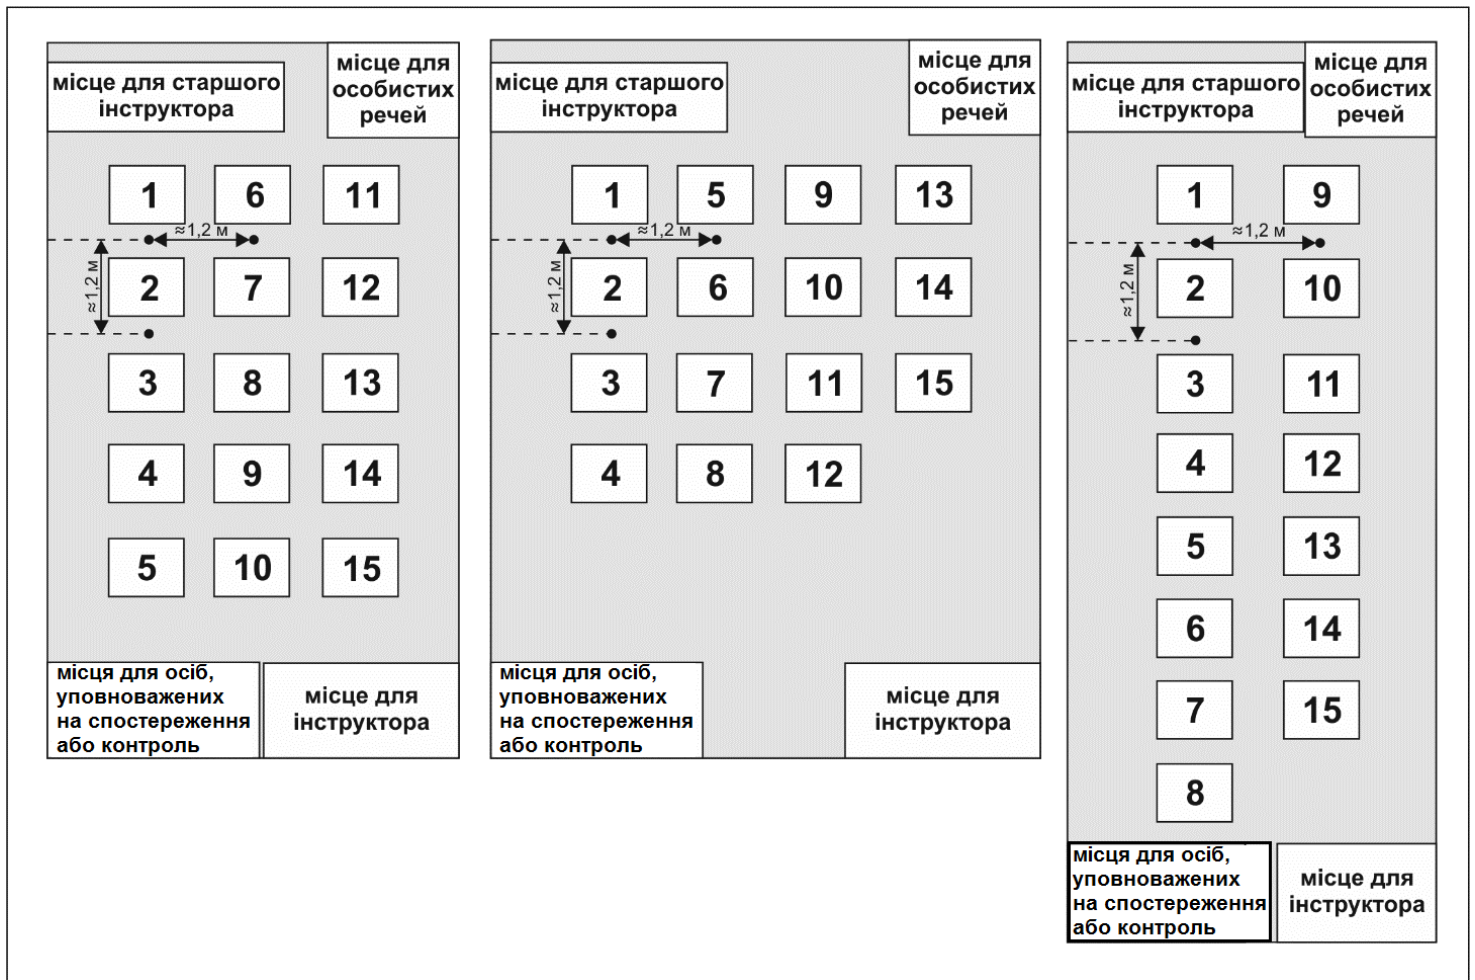 місце для старшого
інструктора
місце для
особистих
речей
1 6 11
≈1,2 м
≈1,2 м
2 7 12
3 8 13
4 9 14
5 10 15
місця для осіб,
уповноважених
на спостереження
або контроль
місце для
інструктора
місце для старшого
інструктора
місце для
особистих
речей
1 5 9 13
≈1,2 м
≈1,2 м
2 6 10 14
3 7 11 15
4 8 12
місця для осіб,
уповноважених
на спостереження
або контроль
місце для
інструктора
місце для старшого
інструктора
місце для
особистих
речей
1 9
≈1,2 м
≈1,2 м
2 10
3 11
4 12
5 13
6 14
7 15
8
місця для осіб,
уповноважених
на спостереження
або контроль
місце для
інструктора